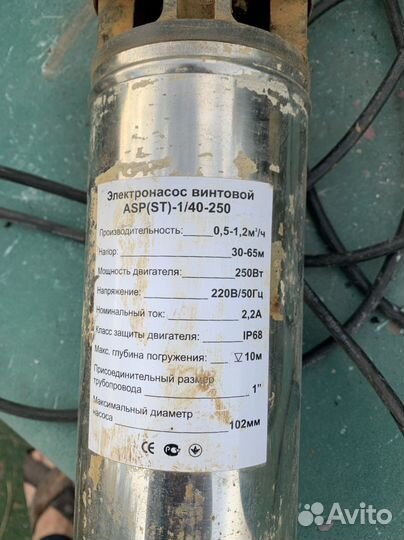 Электронасос винтовой
ASP(ST)-1/40-250
Производительность: 0,5-1,2м³/ч
Напор: 30-65м
Мощность двигателя: 250Вт
Напряжение: 220В/50Гц
Номинальный ток: 2,2А
Класс защиты двигателя: IP68
Макс. глубина погружения: ▽10м
Присоединительный размер
трубопровода 1"
Максимальный диаметр
насоса 102мм
CE
Avito